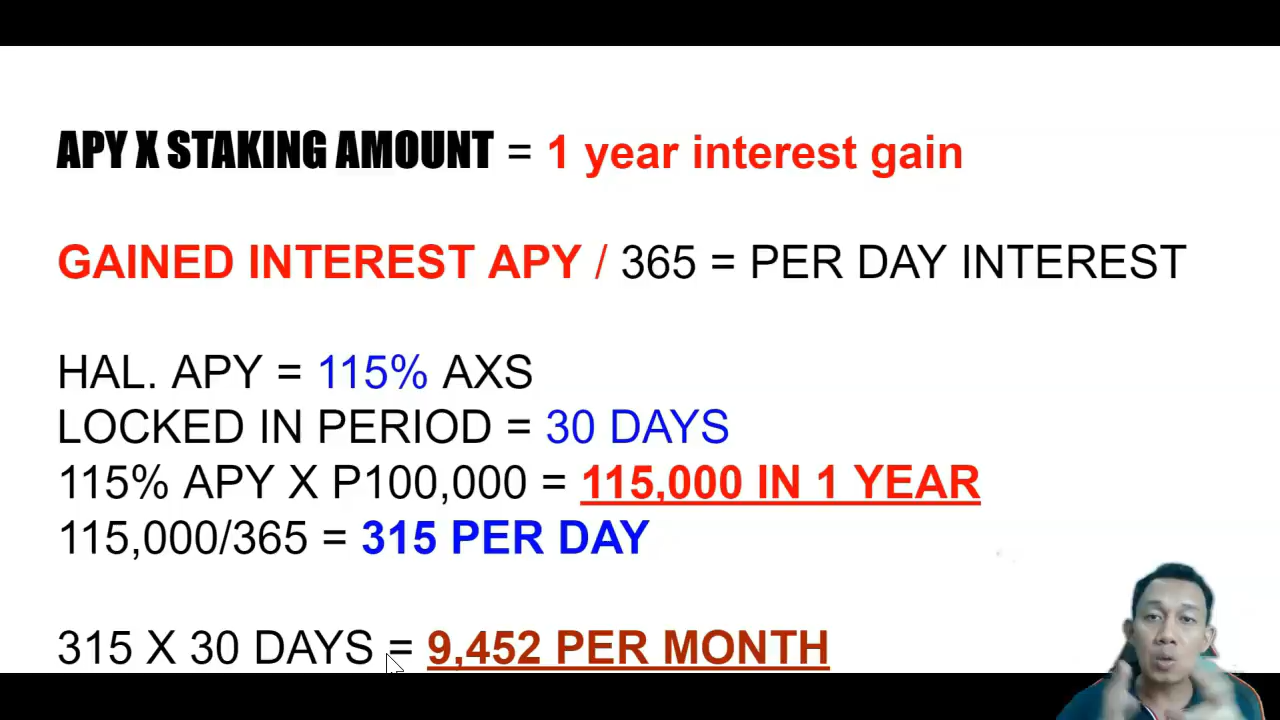 APY X STAKING AMOUNT = 1 year interest gain
GAINED INTEREST APY / 365 = PER DAY INTEREST
HAL. APY = 115% AXS
LOCKED IN PERIOD = 30 DAYS
115% APY X P100,000 = 115,000 IN 1 YEAR
115,000/365 = 315 PER DAY
315 X 30 DAYS = 9,452 PER MONTH